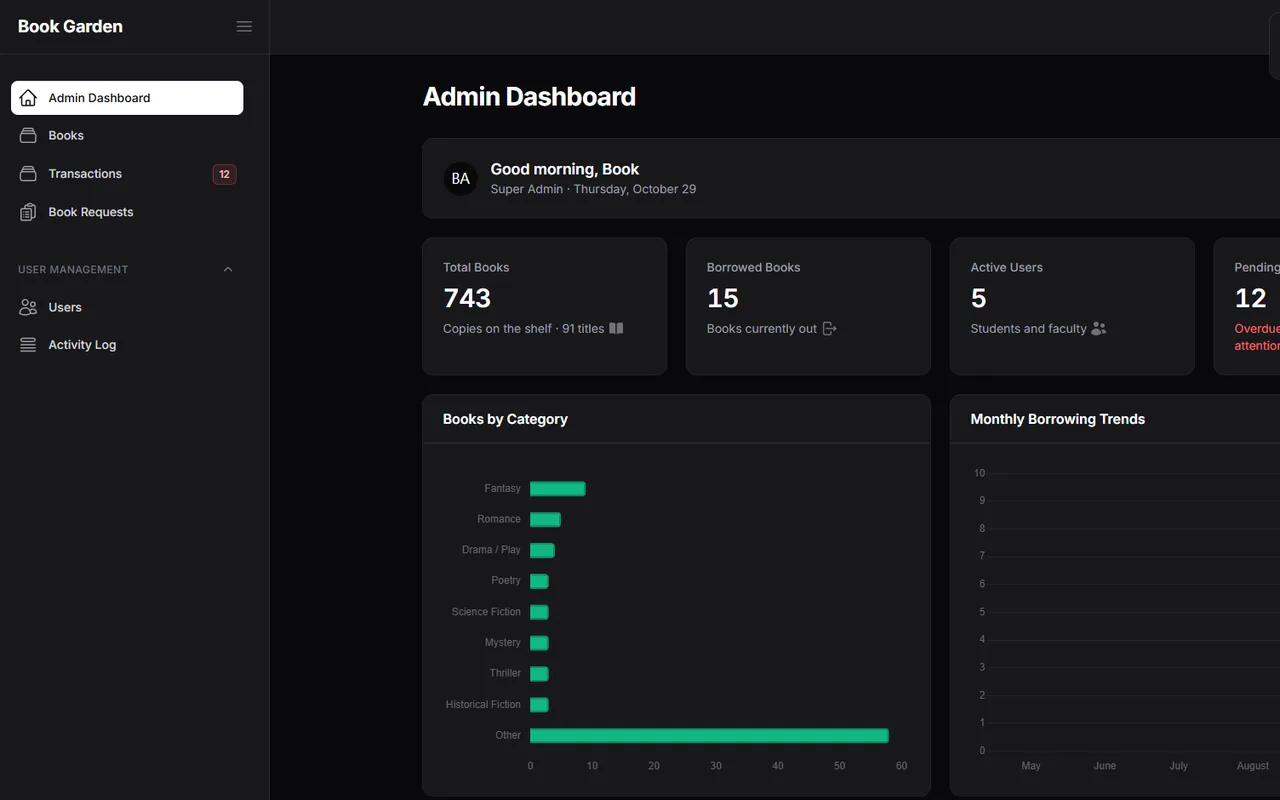 Book Garden
Admin Dashboard
Books
Transactions
12
Book Requests
USER MANAGEMENT
Users
Activity Log
Admin Dashboard
BA
Good morning, Book
Super Admin · Thursday, October 29
Total Books
743
Copies on the shelf · 91 titles
Borrowed Books
15
Books currently out
Active Users
5
Students and faculty
Pending
12
Overdue
attention
Books by Category
Fantasy
Romance
Drama / Play
Poetry
Science Fiction
Mystery
Thriller
Historical Fiction
Other
0 10 20 30 40 50 60
Monthly Borrowing Trends
10
9
8
7
6
5
4
3
2
1
0
May June July August